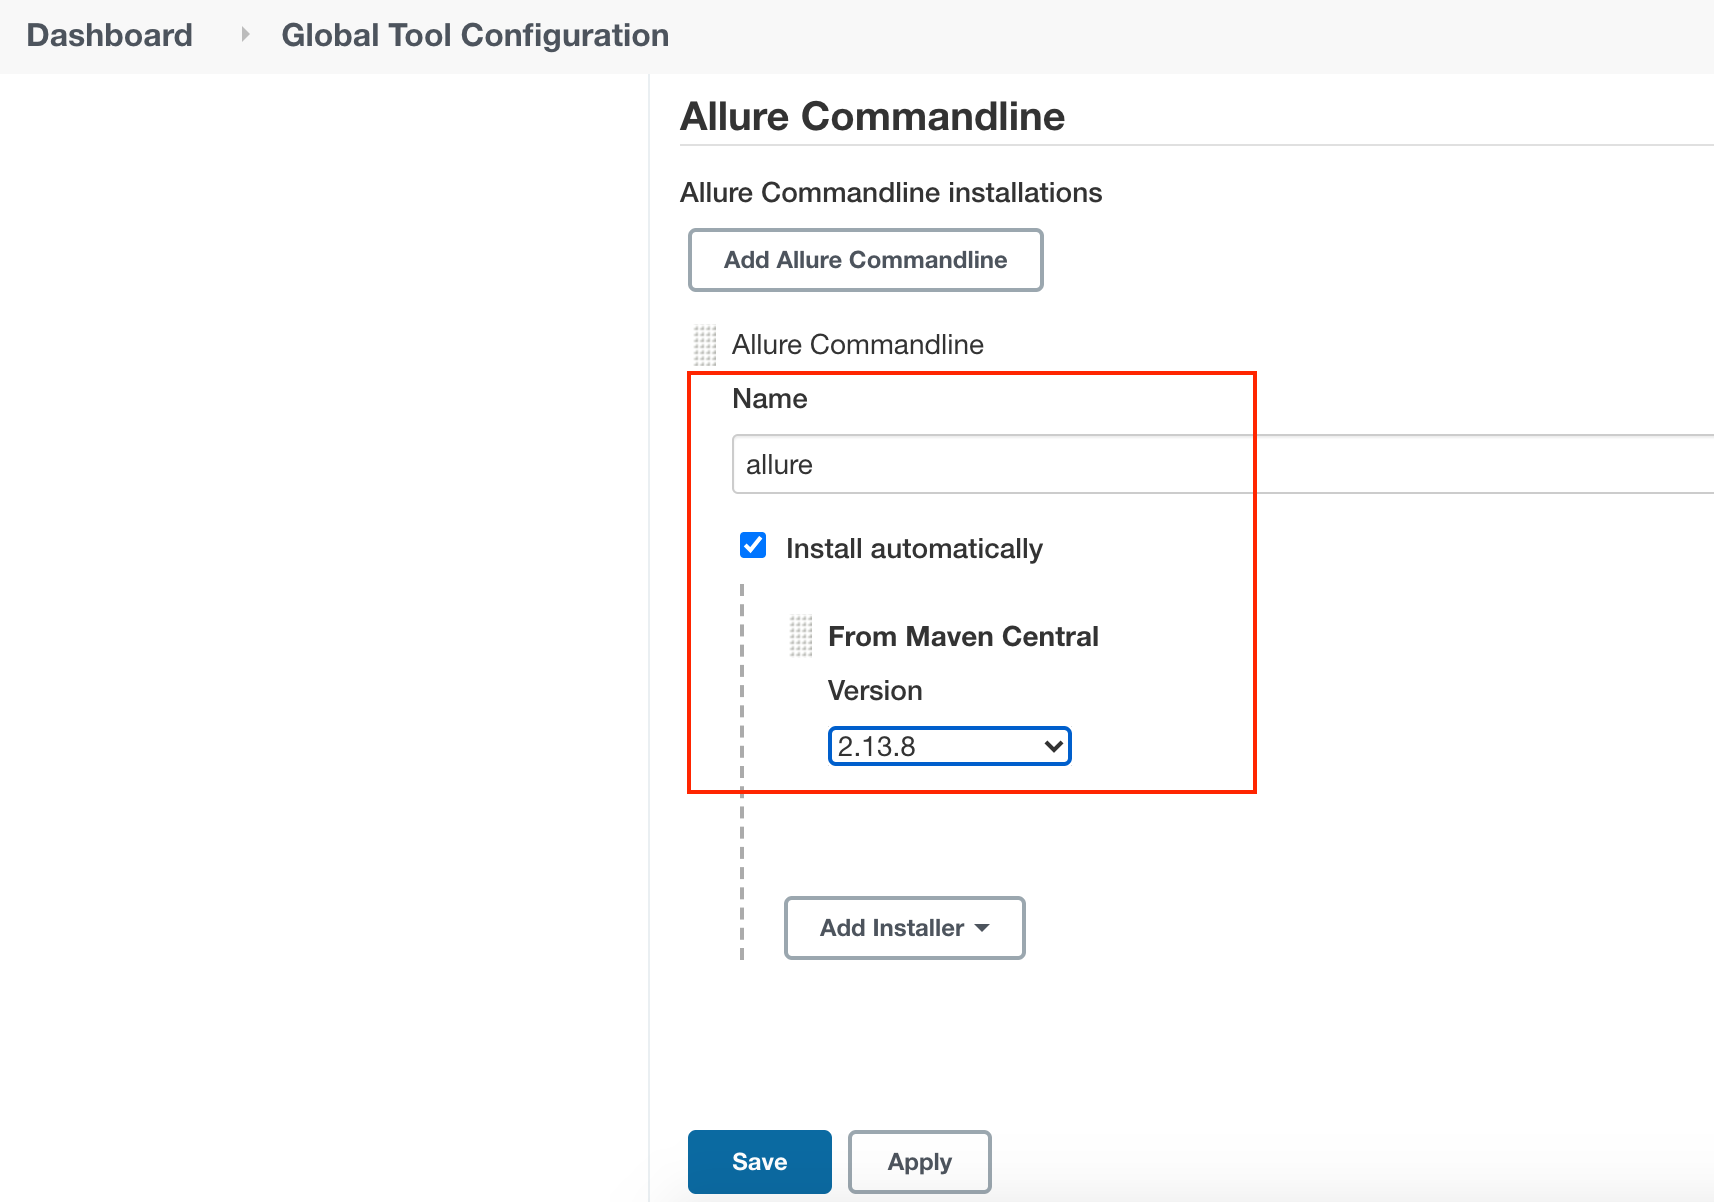 Dashboard Global Tool Configuration
Allure Commandline
Allure Commandline installations
Add Allure Commandline
Allure Commandline
Name
allure
Install automatically
From Maven Central
Version
2.13.8
Add Installer
Save Apply